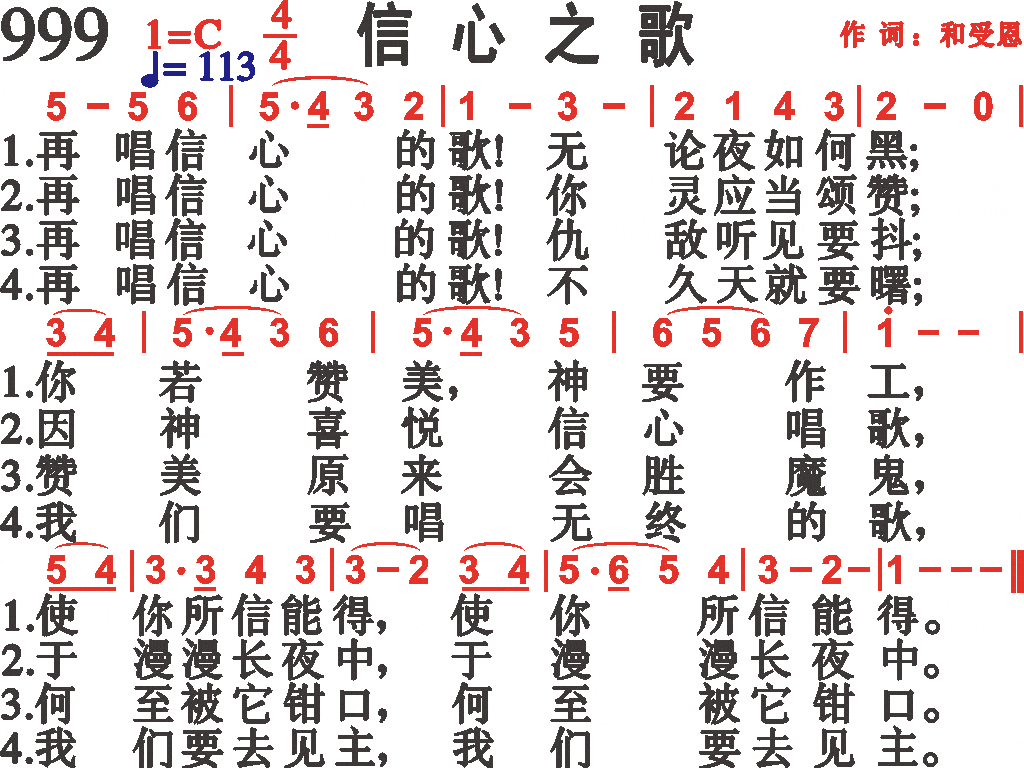 999 1=C 4/4 信心之歌 作 词：和受恩
♩= 113
5 - 5 6 | 5·4 3 2 | 1 - 3 - | 2 1 4 3 | 2 - 0 |
1.再唱信心的歌!无论夜如何黑;
2.再唱信心的歌!你灵应当颂赞;
3.再唱信心的歌!仇敌听见要抖;
4.再唱信心的歌!不久天就要曙;
3 4 | 5·4 3 6 | 5·4 3 5 | 6 5 6 7 | i - - |
1.你若赞美,神要作工,
2.因神喜悦信心唱歌,
3.赞美原来会胜魔鬼,
4.我们要唱无终的歌,
5 4 | 3·3 4 3 | 3 - 2 3 4 | 5·6 5 4 | 3 - 2 - | 1 - - - ‖
1.使你所信能得,使你所信能得。
2.于漫漫长夜中,于漫漫长夜中。
3.何至被它钳口,何至被它钳口。
4.我们要去见主,我们要去见主。